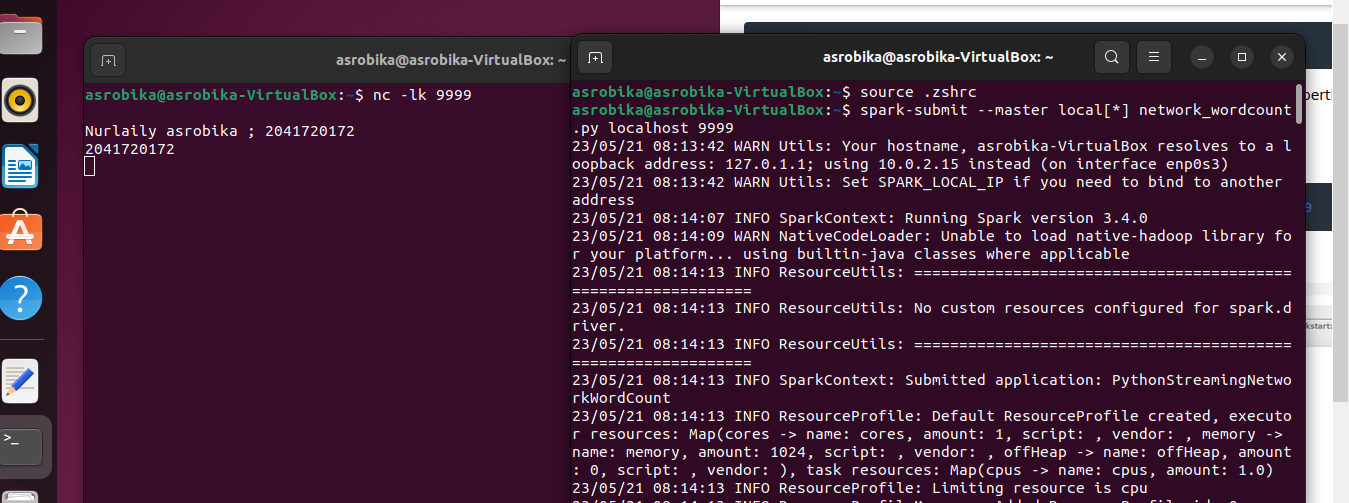 asrobika@asrobika-VirtualBox: ~
asrobika@asrobika-VirtualBox:~$ nc -lk 9999
Nurlaily asrobika ; 2041720172
2041720172
asrobika@asrobika-VirtualBox: ~
asrobika@asrobika-VirtualBox:~$ source .zshrc
asrobika@asrobika-VirtualBox:~$ spark-submit --master local[*] network_wordcount
.py localhost 9999
23/05/21 08:13:42 WARN Utils: Your hostname, asrobika-VirtualBox resolves to a l
oopback address: 127.0.1.1; using 10.0.2.15 instead (on interface enp0s3)
23/05/21 08:13:42 WARN Utils: Set SPARK_LOCAL_IP if you need to bind to another
address
23/05/21 08:14:07 INFO SparkContext: Running Spark version 3.4.0
23/05/21 08:14:09 WARN NativeCodeLoader: Unable to load native-hadoop library fo
r your platform... using builtin-java classes where applicable
23/05/21 08:14:13 INFO ResourceUtils: ==========================================
====================
23/05/21 08:14:13 INFO ResourceUtils: No custom resources configured for spark.d
river.
23/05/21 08:14:13 INFO ResourceUtils: ==========================================
====================
23/05/21 08:14:13 INFO SparkContext: Submitted application: PythonStreamingNetwo
rkWordCount
23/05/21 08:14:13 INFO ResourceProfile: Default ResourceProfile created, executo
r resources: Map(cores -> name: cores, amount: 1, script: , vendor: , memory ->
name: memory, amount: 1024, script: , vendor: , offHeap -> name: offHeap, amount
: 0, script: , vendor: ), task resources: Map(cpus -> name: cpus, amount: 1.0)
23/05/21 08:14:13 INFO ResourceProfile: Limiting resource is cpu
perti
9
kstart: